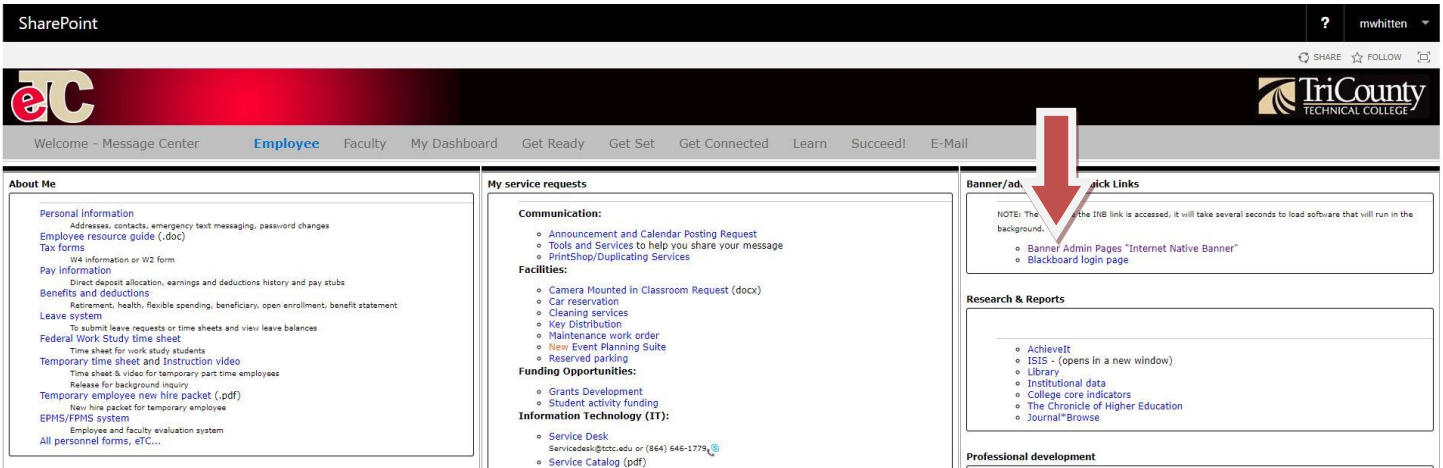 SharePoint
? mwhitten
SHARE FOLLOW
eTC
TriCounty
TECHNICAL COLLEGE
Welcome - Message Center Employee Faculty My Dashboard Get Ready Get Set Get Connected Learn Succeed! E-Mail
About Me
Personal information
Addresses, contacts, emergency text messaging, password changes
Employee resource guide (.doc)
Tax forms
W4 information or W2 form
Pay information
Direct deposit allocation, earnings and deductions history and pay stubs
Benefits and deductions
Retirement, health, flexible spending, beneficiary, open enrollment, benefit statement
Leave system
To submit leave requests or time sheets and view leave balances
Federal Work Study time sheet
Time sheet for work study students
Temporary time sheet and Instruction video
Time sheet & video for temporary part time employees
Release for background inquiry
Temporary employee new hire packet (.pdf)
New hire packet for temporary employee
EPMS/FPMS system
Employee and faculty evaluation system
All personnel forms, eTC...
My service requests
Communication:
Announcement and Calendar Posting Request
Tools and Services to help you share your message
PrintShop/Duplicating Services
Facilities:
Camera Mounted in Classroom Request (docx)
Car reservation
Cleaning services
Key Distribution
Maintenance work order
New Event Planning Suite
Reserved parking
Funding Opportunities:
Grants Development
Student activity funding
Information Technology (IT):
Service Desk
Servicedesk@tctc.edu or (864) 646-1779
Service Catalog (pdf)
Banner/ad Links
NOTE: The the INB link is accessed, it will take several seconds to load software that will run in the
background.
Banner Admin Pages "Internet Native Banner"
Blackboard login page
Research & Reports
AchieveIt
ISIS - (opens in a new window)
Library
Institutional data
College core indicators
The Chronicle of Higher Education
Journal*Browse
Professional development